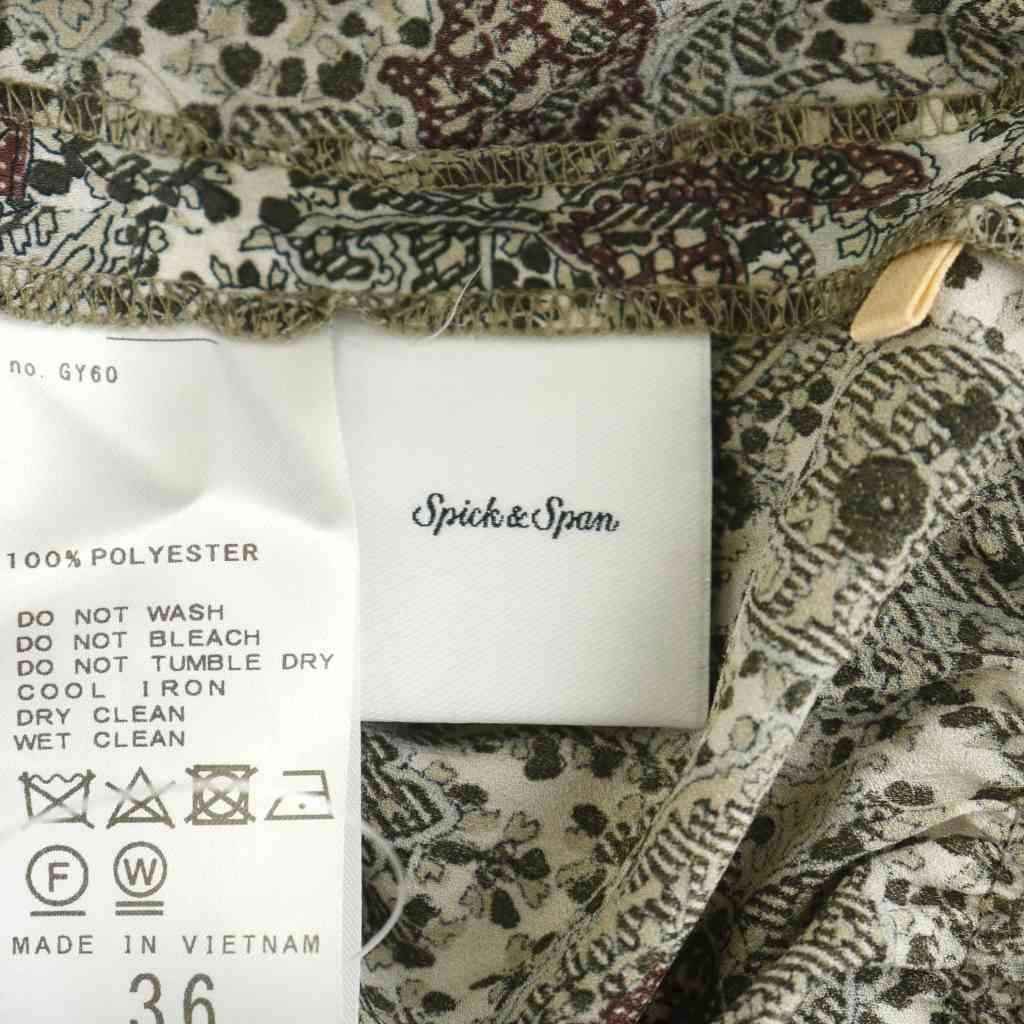 no. GY60
Spick & Span
100% POLYESTER
DO NOT WASH
DO NOT BLEACH
DO NOT TUMBLE DRY
COOL IRON
DRY CLEAN
WET CLEAN
F W
MADE IN VIETNAM
36